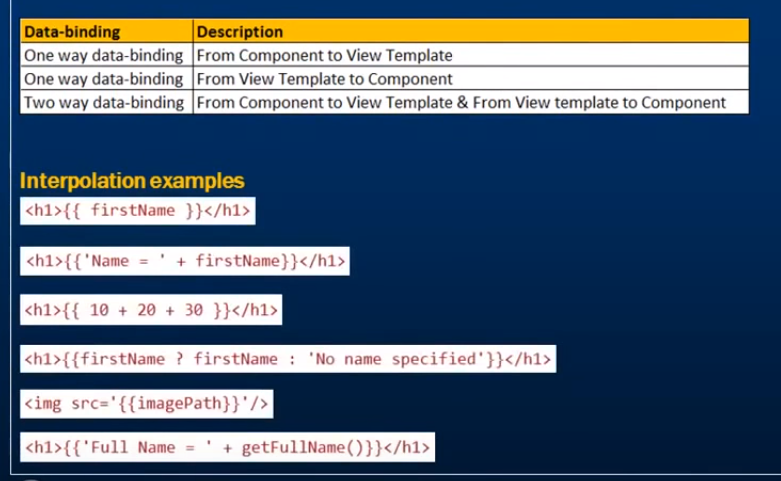 Data-binding Description
One way data-binding From Component to View Template
One way data-binding From View Template to Component
Two way data-binding From Component to View Template & From View template to Component
Interpolation examples
<h1>{{ firstName }}</h1>
<h1>{{'Name = ' + firstName}}</h1>
<h1>{{ 10 + 20 + 30 }}</h1>
<h1>{{firstName ? firstName : 'No name specified'}}</h1>
<img src='{{imagePath}}'/>
<h1>{{'Full Name = ' + getFullName()}}</h1>